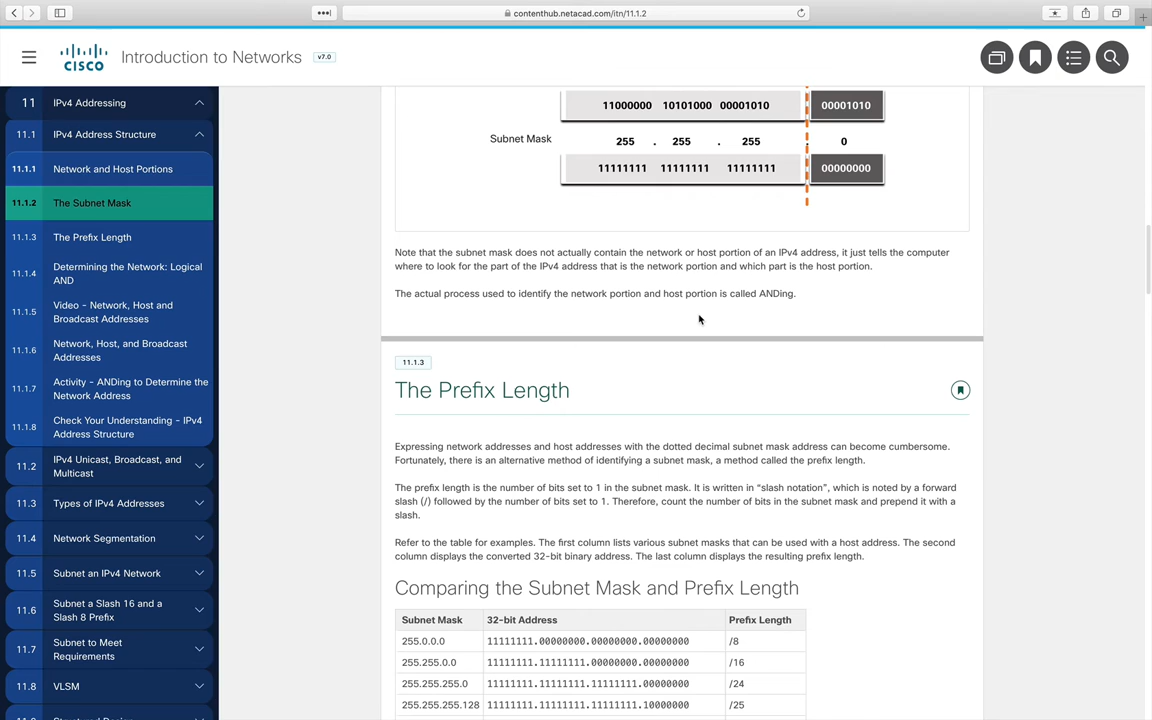 contenthub.netacad.com/itn/11.1.2
CISCO
Introduction to Networks
v7.0
11 IPv4 Addressing
11.1 IPv4 Address Structure
11.1.1 Network and Host Portions
11.1.2 The Subnet Mask
11.1.3 The Prefix Length
11.1.4 Determining the Network: Logical
AND
11.1.5 Video - Network, Host and
Broadcast Addresses
11.1.6 Network, Host, and Broadcast
Addresses
11.1.7 Activity - ANDing to Determine the
Network Address
11.1.8 Check Your Understanding - IPv4
Address Structure
11.2 IPv4 Unicast, Broadcast, and
Multicast
11.3 Types of IPv4 Addresses
11.4 Network Segmentation
11.5 Subnet an IPv4 Network
11.6 Subnet a Slash 16 and a
Slash 8 Prefix
11.7 Subnet to Meet
Requirements
11.8 VLSM
11000000 10101000 00001010 00001010
Subnet Mask 255 . 255 . 255 . 0
11111111 11111111 11111111 00000000
Note that the subnet mask does not actually contain the network or host portion of an IPv4 address, it just tells the computer
where to look for the part of the IPv4 address that is the network portion and which part is the host portion.
The actual process used to identify the network portion and host portion is called ANDing.
11.1.3
The Prefix Length
Expressing network addresses and host addresses with the dotted decimal subnet mask address can become cumbersome.
Fortunately, there is an alternative method of identifying a subnet mask, a method called the prefix length.
The prefix length is the number of bits set to 1 in the subnet mask. It is written in “slash notation”, which is noted by a forward
slash (/) followed by the number of bits set to 1. Therefore, count the number of bits in the subnet mask and prepend it with a
slash.
Refer to the table for examples. The first column lists various subnet masks that can be used with a host address. The second
column displays the converted 32-bit binary address. The last column displays the resulting prefix length.
Comparing the Subnet Mask and Prefix Length
Subnet Mask 32-bit Address Prefix Length
255.0.0.0 11111111.00000000.00000000.00000000 /8
255.255.0.0 11111111.11111111.00000000.00000000 /16
255.255.255.0 11111111.11111111.11111111.00000000 /24
255.255.255.128 11111111.11111111.11111111.10000000 /25